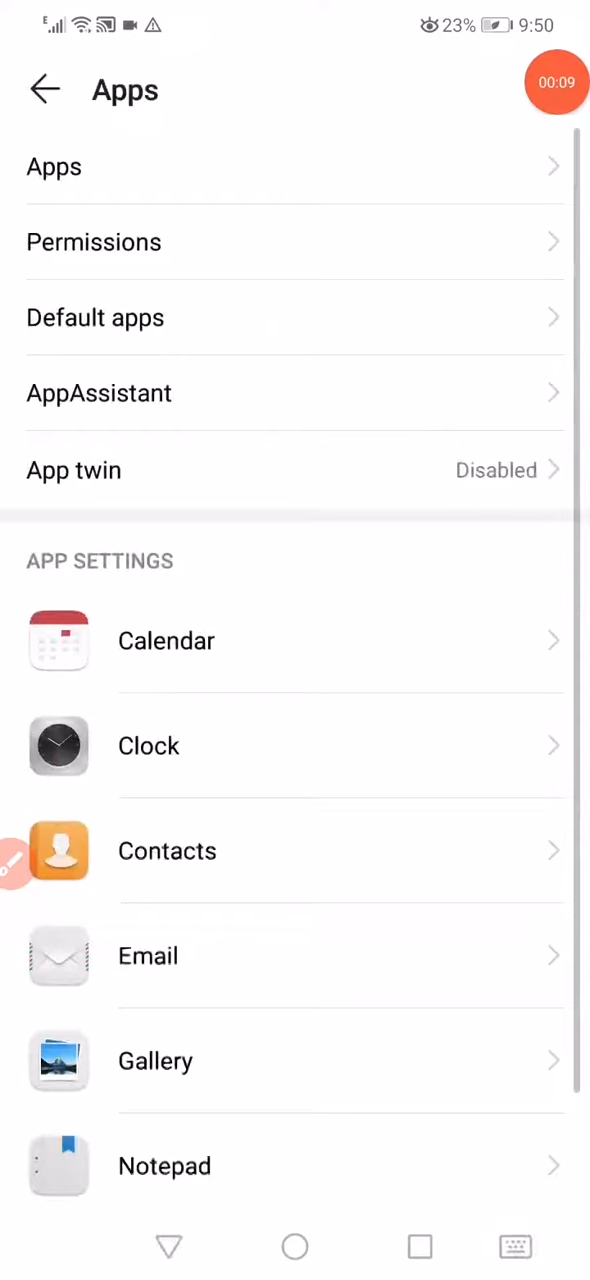 E 23% 9:50
Apps
00:09
Apps
Permissions
Default apps
AppAssistant
App twin Disabled
APP SETTINGS
Calendar
Clock
Contacts
Email
Gallery
Notepad